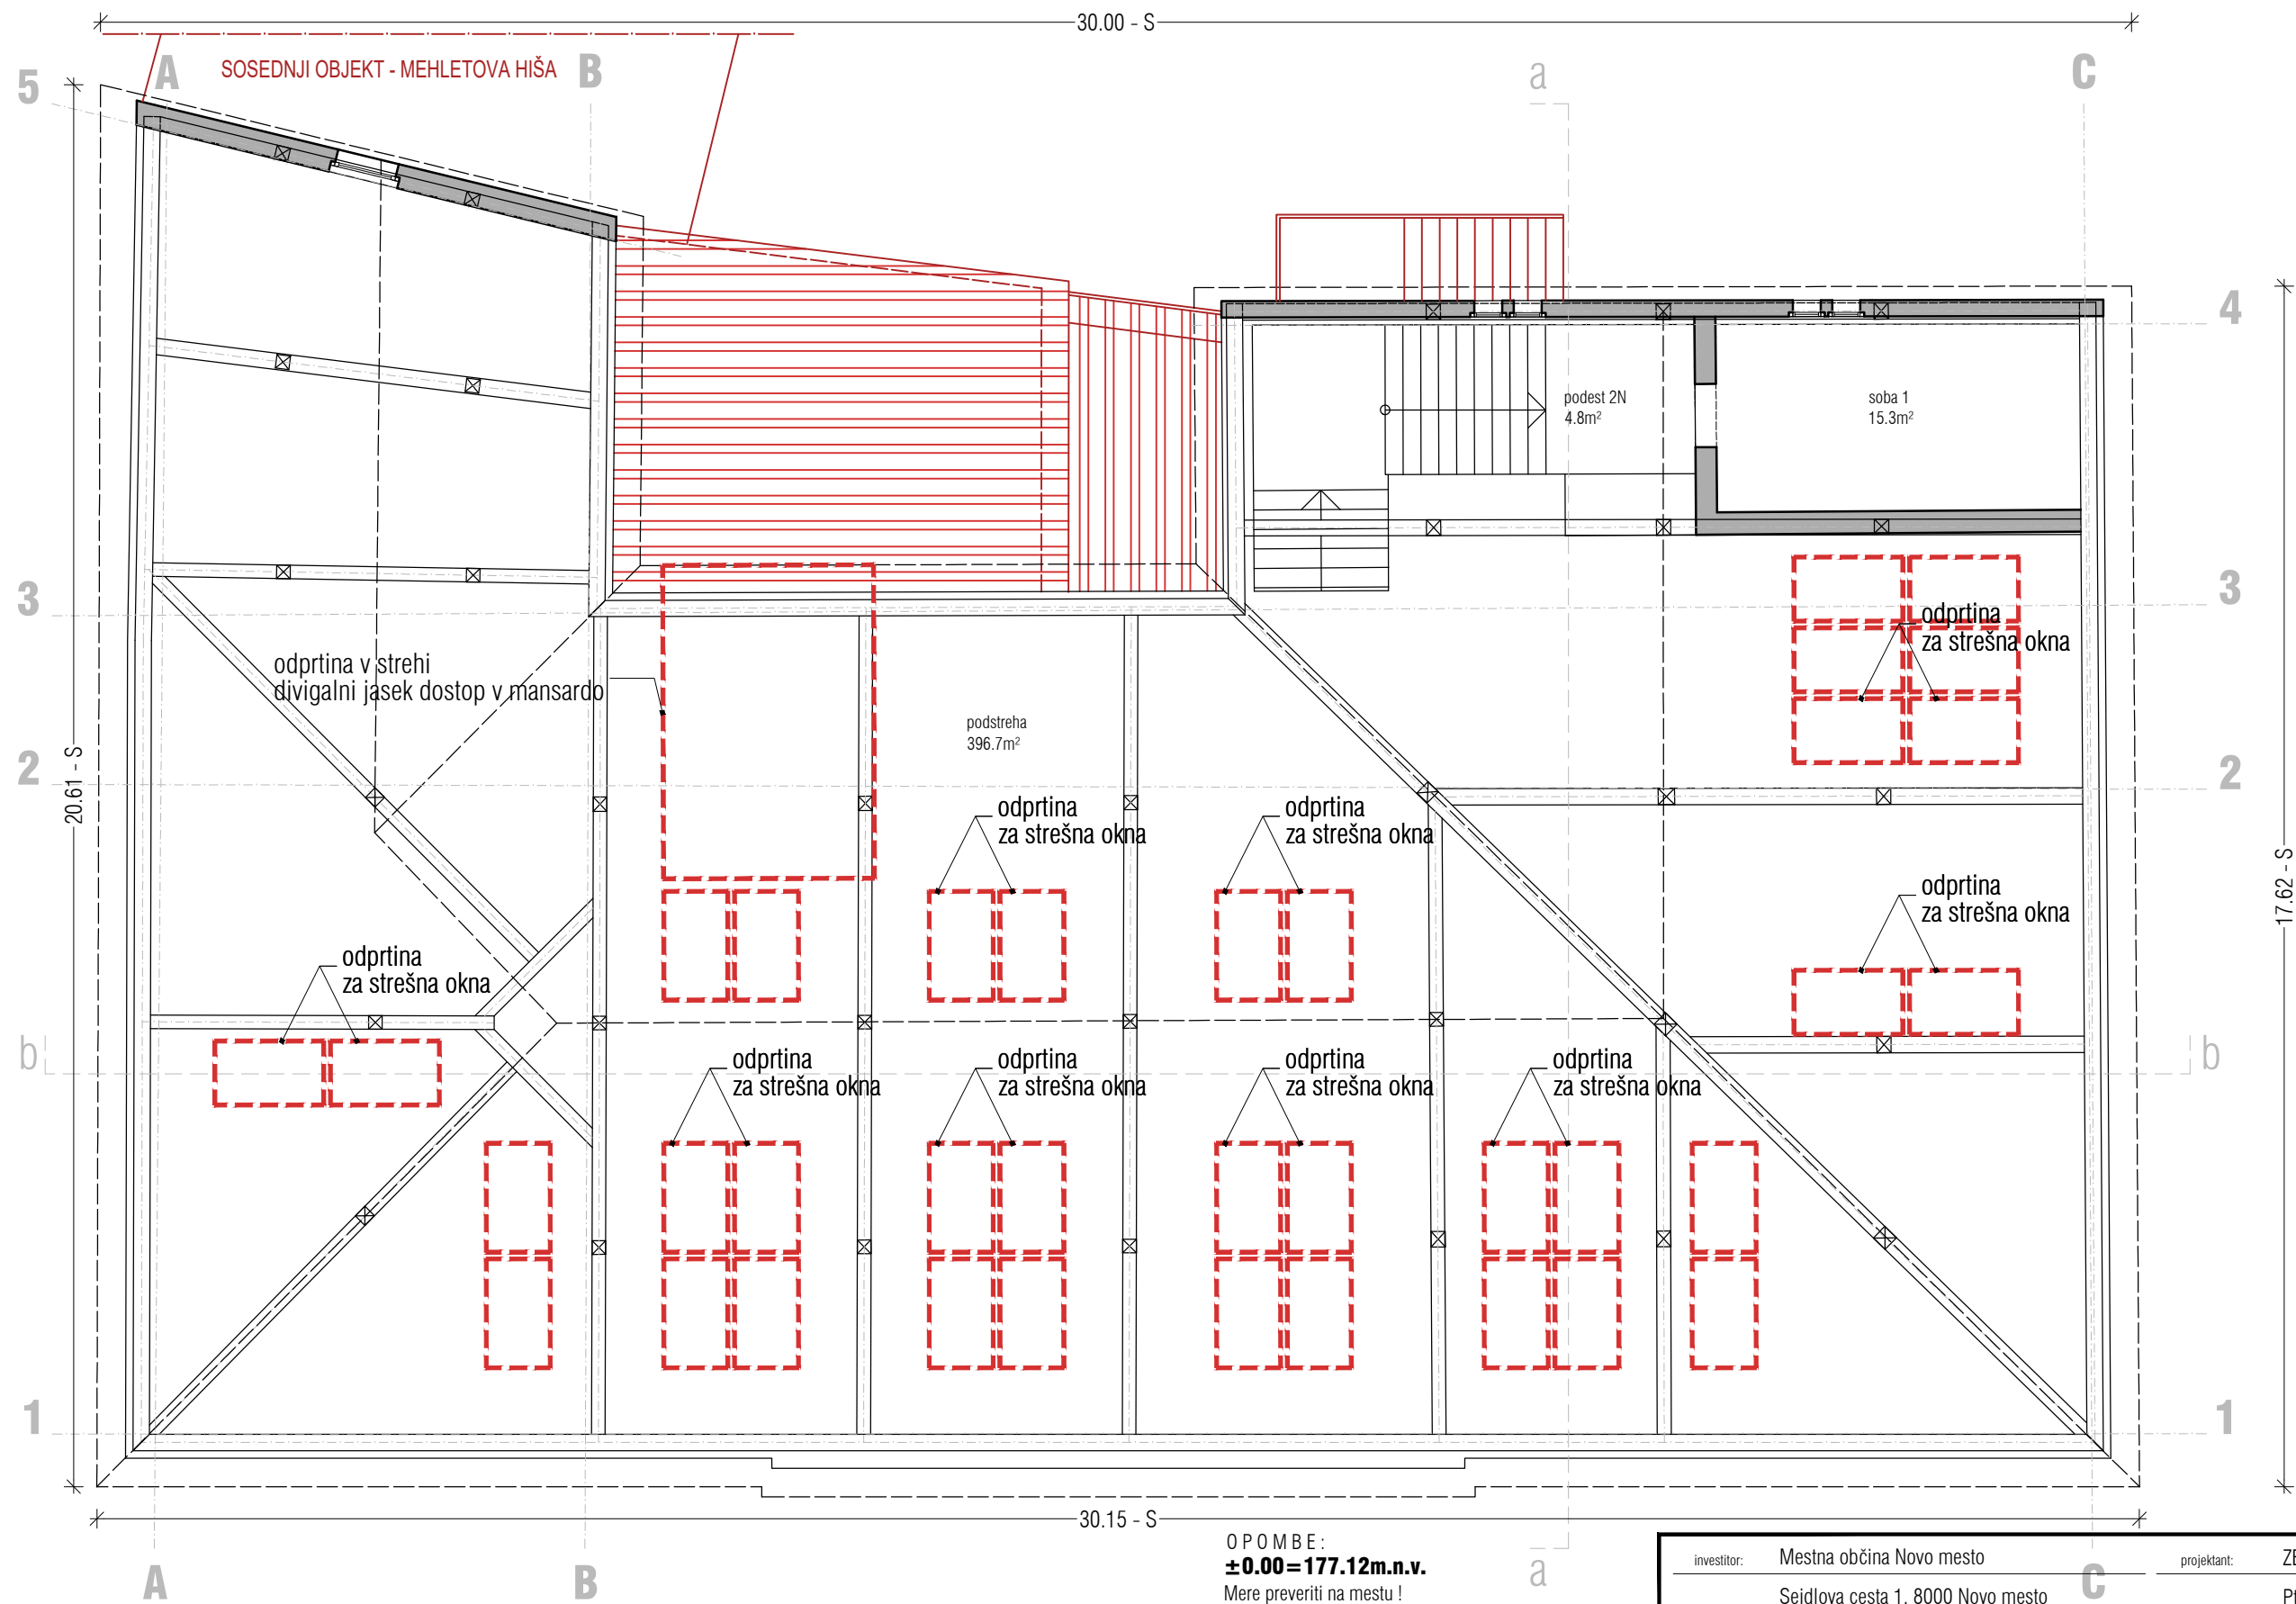 30.00 - S
SOSEDNJI OBJEKT - MEHLETOVA HIŠA
A
B
a
C
5
4
podest 2N
4.8m²
soba 1
15.3m²
3
3
odprtina
za strešna okna
odprtina v strehi
divigalni jasek dostop v mansardo
podstreha
396.7m²
2
2
20.61 - S
odprtina
za strešna okna
odprtina
za strešna okna
17.62 - S
odprtina
za strešna okna
odprtina
za strešna okna
b
b
odprtina
za strešna okna
odprtina
za strešna okna
odprtina
za strešna okna
odprtina
za strešna okna
1
1
30.15 - S
A
B
a
C
OPOMBE:
±0.00=177.12m.n.v.
Mere preveriti na mestu !
investitor: Mestna občina Novo mesto
projektant:
Seidlova cesta 1, 8000 Novo mesto